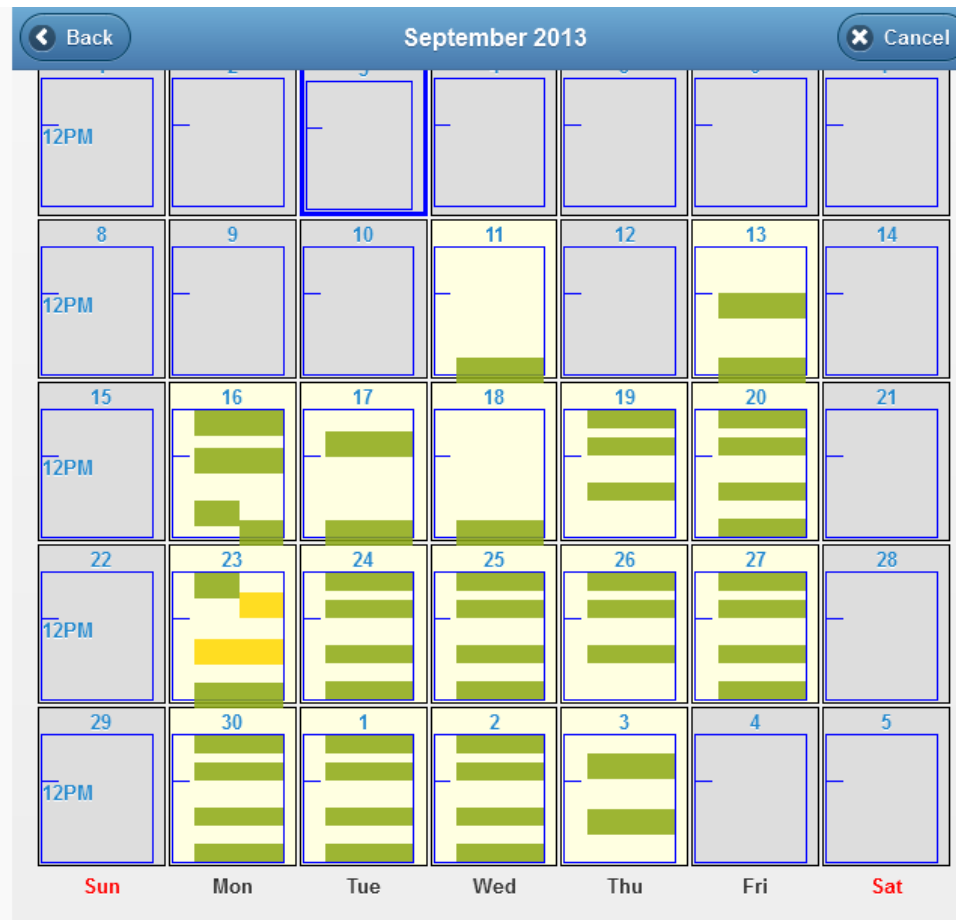 Back September 2013 Cancel
12PM
8 9 10 11 12 13 14
12PM
15 16 17 18 19 20 21
12PM
22 23 24 25 26 27 28
12PM
29 30 1 2 3 4 5
12PM
Sun Mon Tue Wed Thu Fri Sat